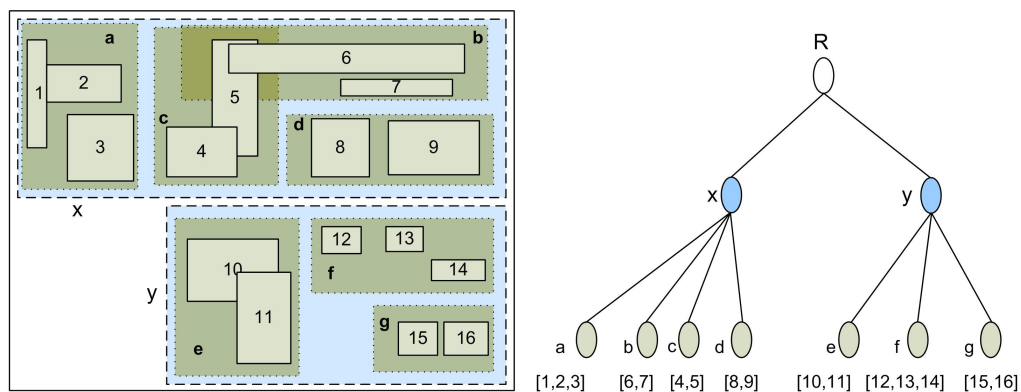 a
b
1
2
6
7
5
c
d
3
4
8
9
x
10
12
13
14
f
y
11
e
g
15
16
R
x
y
a
b
c
d
e
f
g
[1,2,3]
[6,7]
[4,5]
[8,9]
[10,11]
[12,13,14]
[15,16]